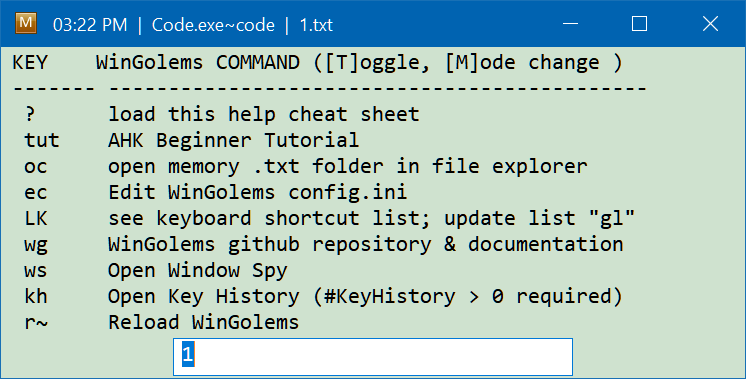 M 03:22 PM | Code.exe~code | 1.txt
KEY    WinGolems COMMAND ([T]oggle, [M]ode change )
------- ---------------------------------------------
 ?      load this help cheat sheet
 tut    AHK Beginner Tutorial
 oc     open memory .txt folder in file explorer
 ec     Edit WinGolems config.ini
 LK     see keyboard shortcut list; update list "gl"
 wg     WinGolems github repository & documentation
 ws     Open Window Spy
 kh     Open Key History (#KeyHistory > 0 required)
 r~     Reload WinGolems
1